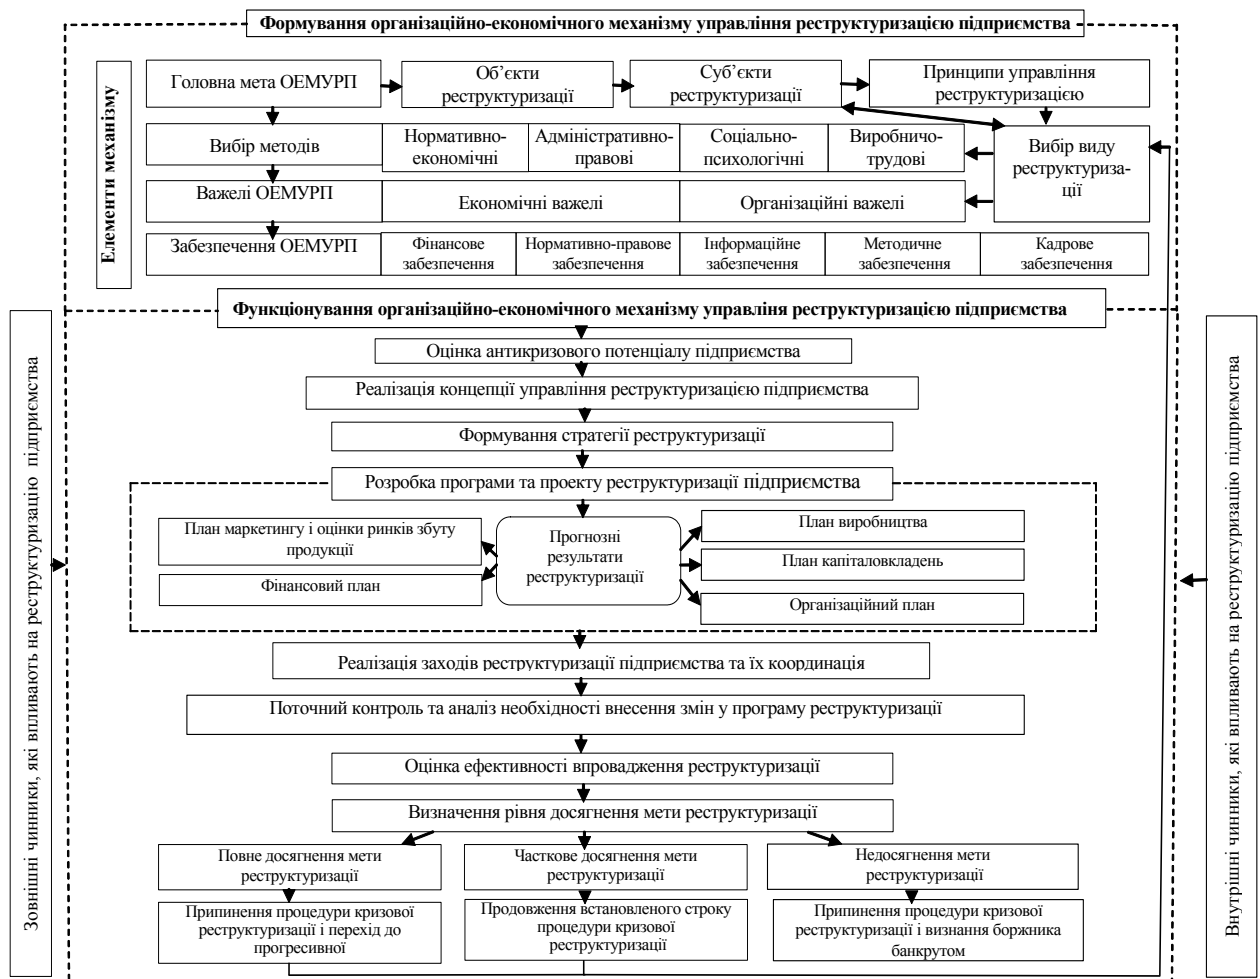 Формування організаційно-економічного механізму управління реструктуризацією підприємства
Елементи механізму
Головна мета ОЕМУРП
Об’єкти
реструктуризації
Суб’єкти
реструктуризації
Принципи управління
реструктуризацією
Вибір методів
Нормативно-
економічні
Адміністративно-
правові
Соціально-
психологічні
Виробничо-
трудові
Вибір виду
реструктуриза-
ції
Важелі ОЕМУРП
Економічні важелі
Організаційні важелі
Забезпечення ОЕМУРП
Фінансове
забезпечення
Нормативно-правове
забезпечення
Інформаційне
забезпечення
Методичне
забезпечення
Кадрове
забезпечення
Зовнішні чинники, які впливають на реструктуризацію підприємства
Функціонування організаційно-економічного механізму управлія реструктуризацією підприємства
Оцінка антикризового потенціалу підприємства
Реалізація концепції управління реструктуризацією підприємства
Формування стратегії реструктуризації
Розробка програми та проекту реструктуризації підприємства
План маркетингу і оцінки ринків збуту
продукції
Фінансовий план
Прогнозні
результати
реструктуризації
План виробництва
План капіталовкладень
Організаційний план
Реалізація заходів реструктуризації підприємства та їх координація
Поточний контроль та аналіз необхідності внесення змін у програму реструктуризації
Оцінка ефективності впровадження реструктуризації
Визначення рівня досягнення мети реструктуризації
Повне досягнення мети
реструктуризації
Часткове досягнення мети
реструктуризації
Недосягнення мети
реструктуризації
Припинення процедури кризової
реструктуризації і перехід до
прогресивної
Продовження встановленого строку
процедури кризової
реструктуризації
Припинення процедури кризової
реструктуризації і визнання боржника
банкрутом
Внутрішні чинники, які впливають на реструктуризацію підприємства